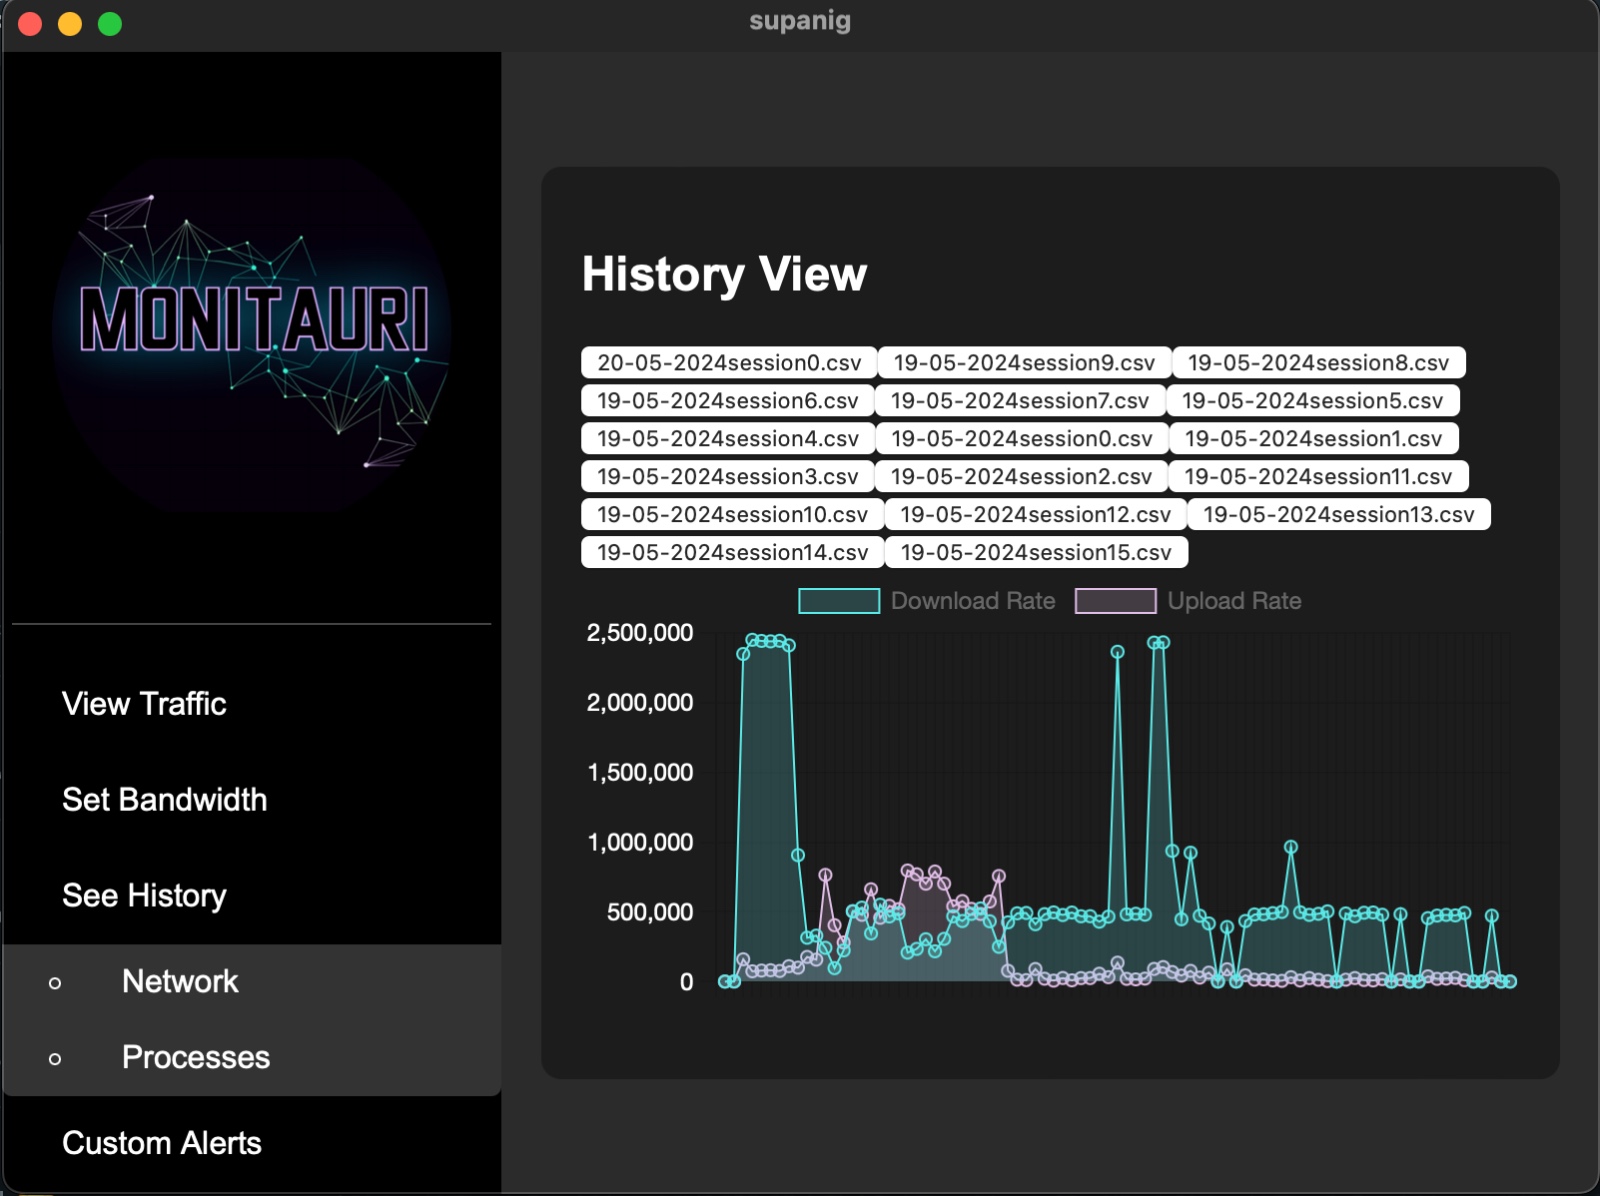 supanig
MONITAURI
View Traffic
Set Bandwidth
See History
Network
Processes
Custom Alerts
History View
20-05-2024session0.csv 19-05-2024session9.csv 19-05-2024session8.csv
19-05-2024session6.csv 19-05-2024session7.csv 19-05-2024session5.csv
19-05-2024session4.csv 19-05-2024session0.csv 19-05-2024session1.csv
19-05-2024session3.csv 19-05-2024session2.csv 19-05-2024session11.csv
19-05-2024session10.csv 19-05-2024session12.csv 19-05-2024session13.csv
19-05-2024session14.csv 19-05-2024session15.csv
Download Rate Upload Rate
2,500,000
2,000,000
1,500,000
1,000,000
500,000
0